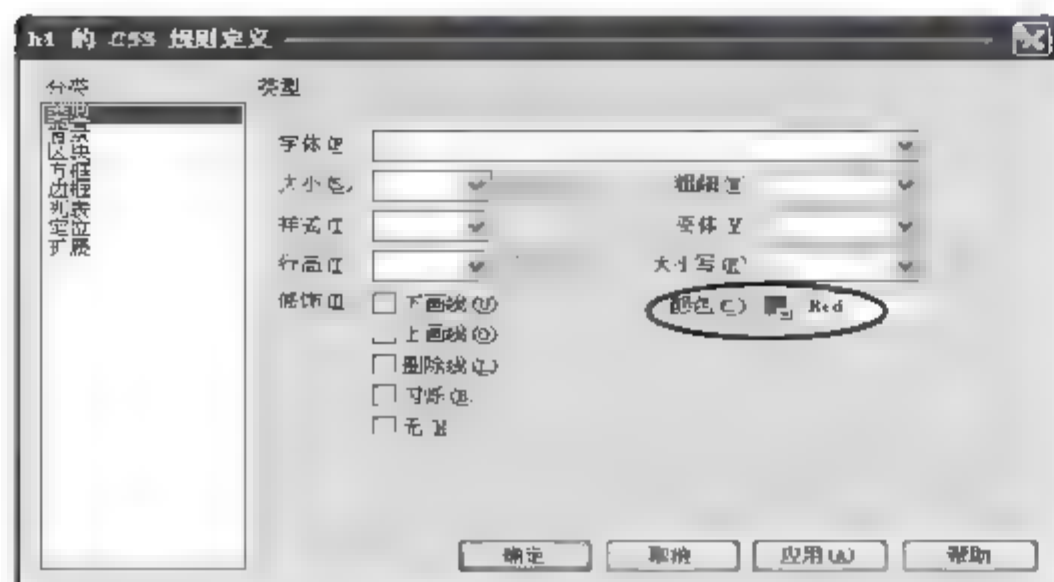 h1 的 CSS 规则定义
分类
类型
背景
区块
方框
边框
列表
定位
扩展
类型
字体(F)
大小(S)
粗细(W)
样式(T)
变体(V)
行高(I)
大小写(R)
修饰(D)
下画线(U)
颜色(C)
Red
上画线(O)
删除线(L)
闪烁(B)
无(N)
确定
取消
应用(A)
帮助